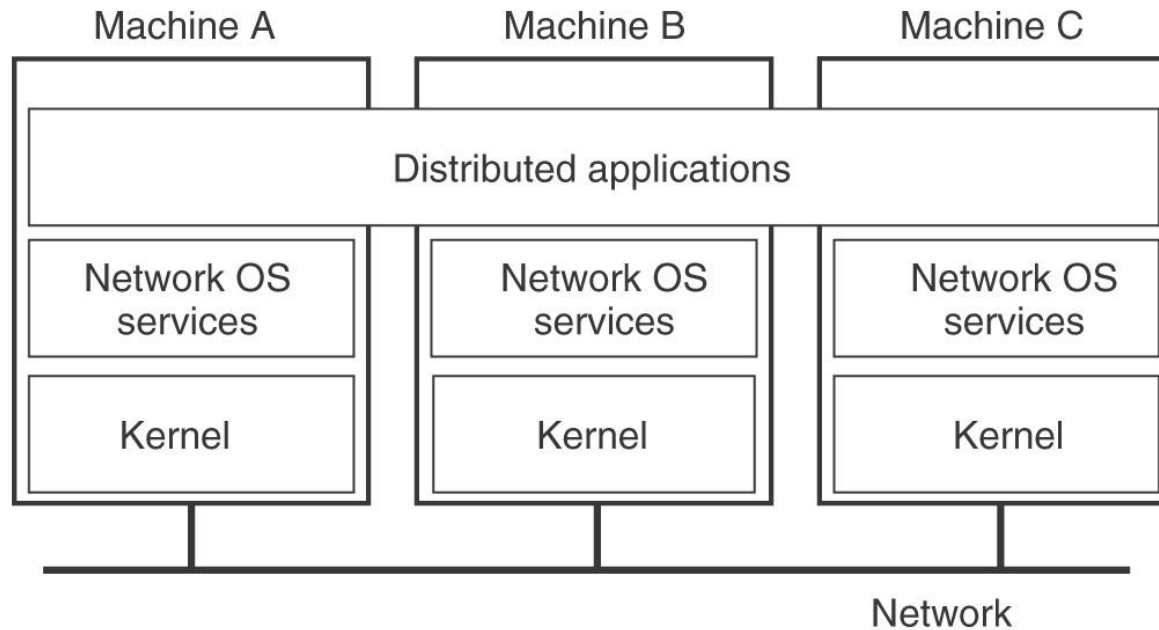 Machine A
Machine B
Machine C
Distributed applications
Network OS
services
Network OS
services
Network OS
services
Kernel
Kernel
Kernel
Network